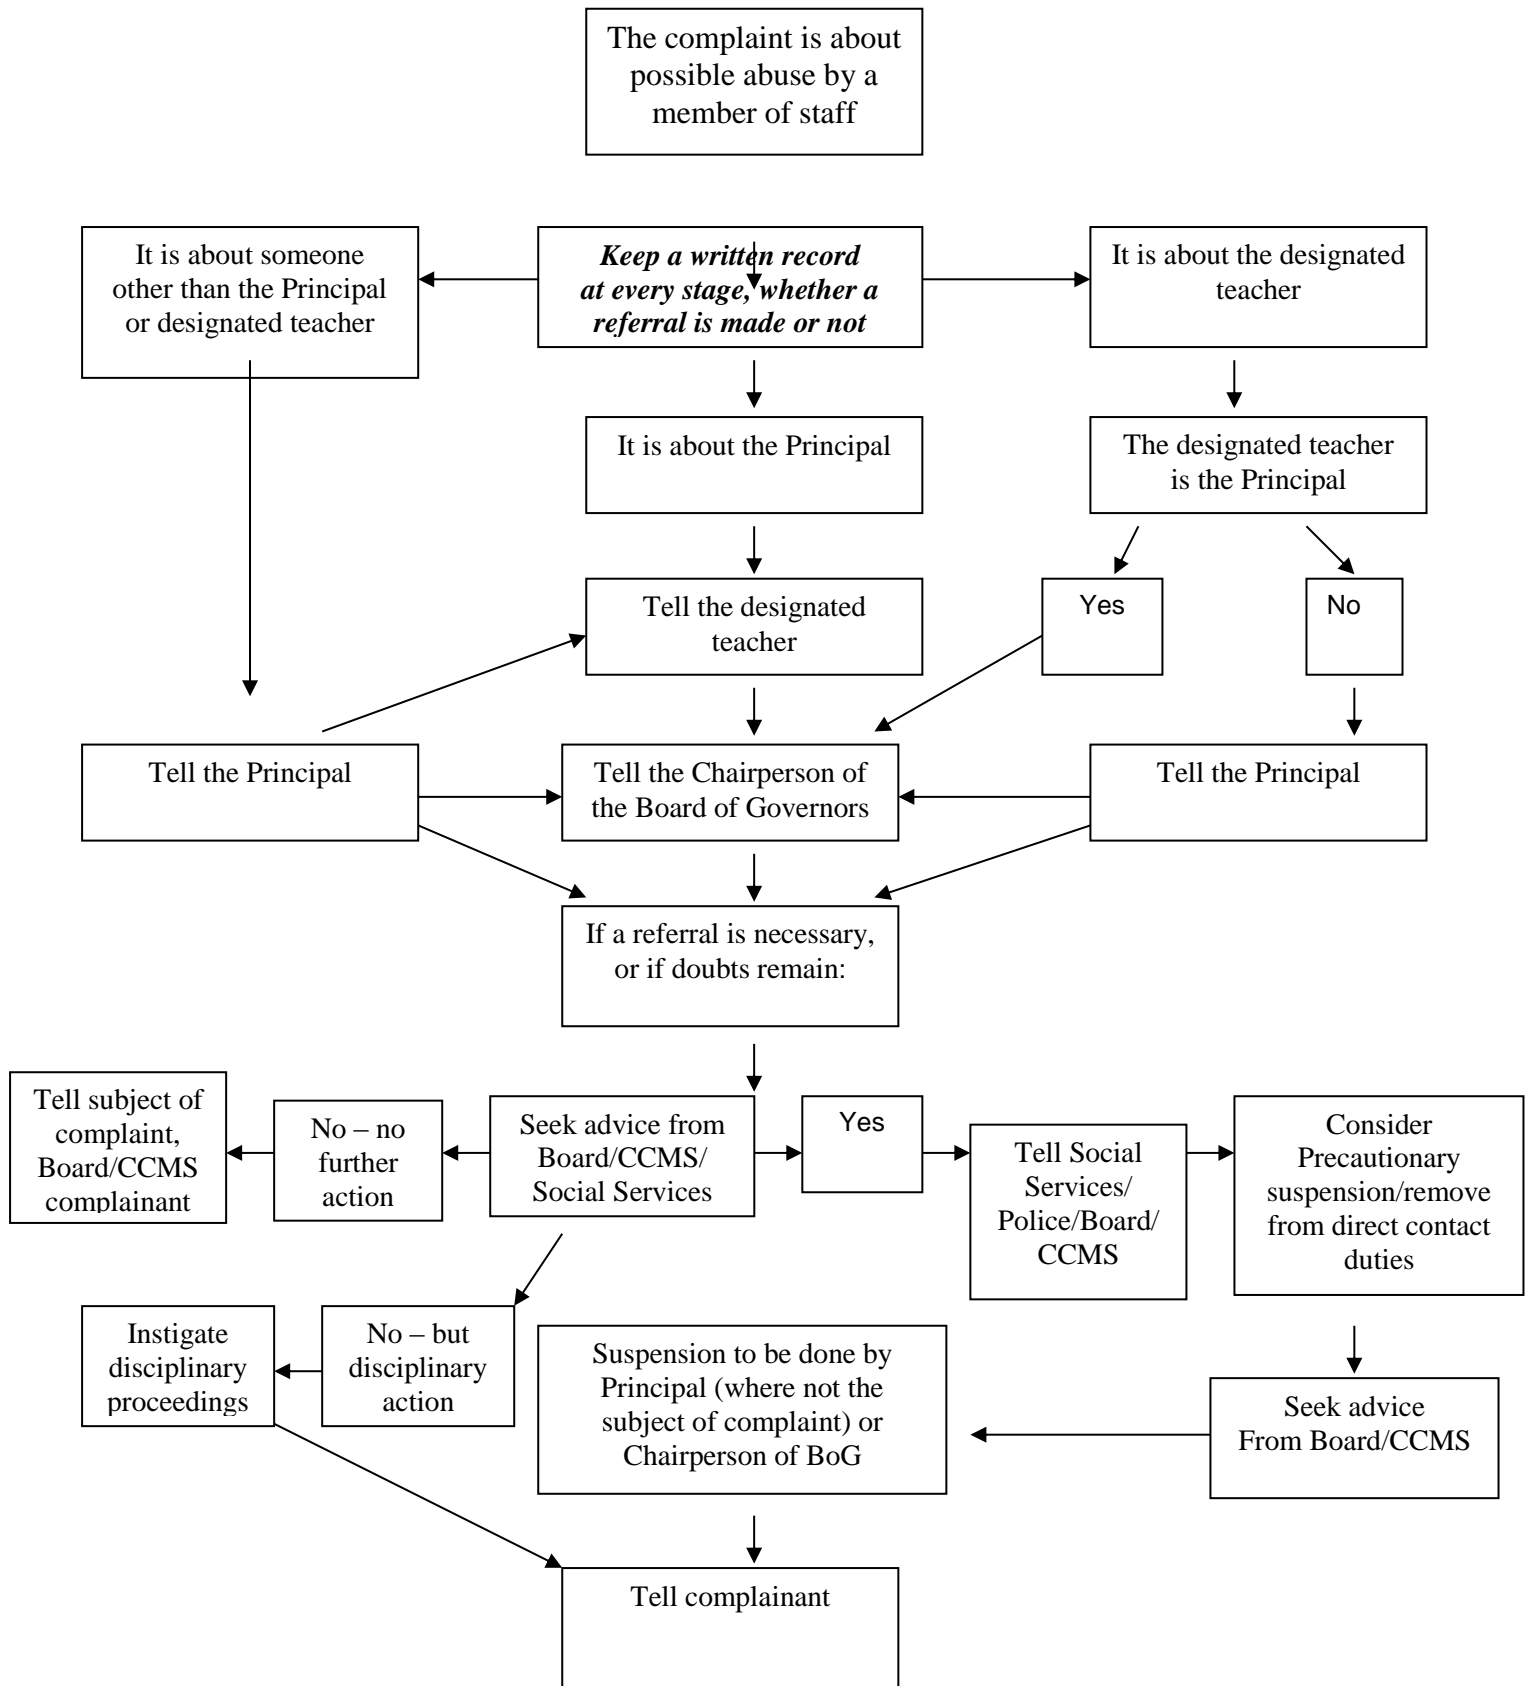 The complaint is about
possible abuse by a
member of staff
It is about someone
other than the Principal
or designated teacher
Keep a written record
at every stage, whether a
referral is made or not
It is about the designated
teacher
It is about the Principal
The designated teacher
is the Principal
Tell the designated
teacher
Yes
No
Tell the Principal
Tell the Chairperson of
the Board of Governors
Tell the Principal
If a referral is necessary,
or if doubts remain:
Tell subject of
complaint,
Board/CCMS
complainant
No – no
further
action
Seek advice from
Board/CCMS/
Social Services
Yes
Tell Social
Services/
Police/Board/
CCMS
Consider
Precautionary
suspension/remove
from direct contact
duties
Instigate
disciplinary
proceedings
No – but
disciplinary
action
Suspension to be done by
Principal (where not the
subject of complaint) or
Chairperson of BoG
Seek advice
From Board/CCMS
Tell complainant